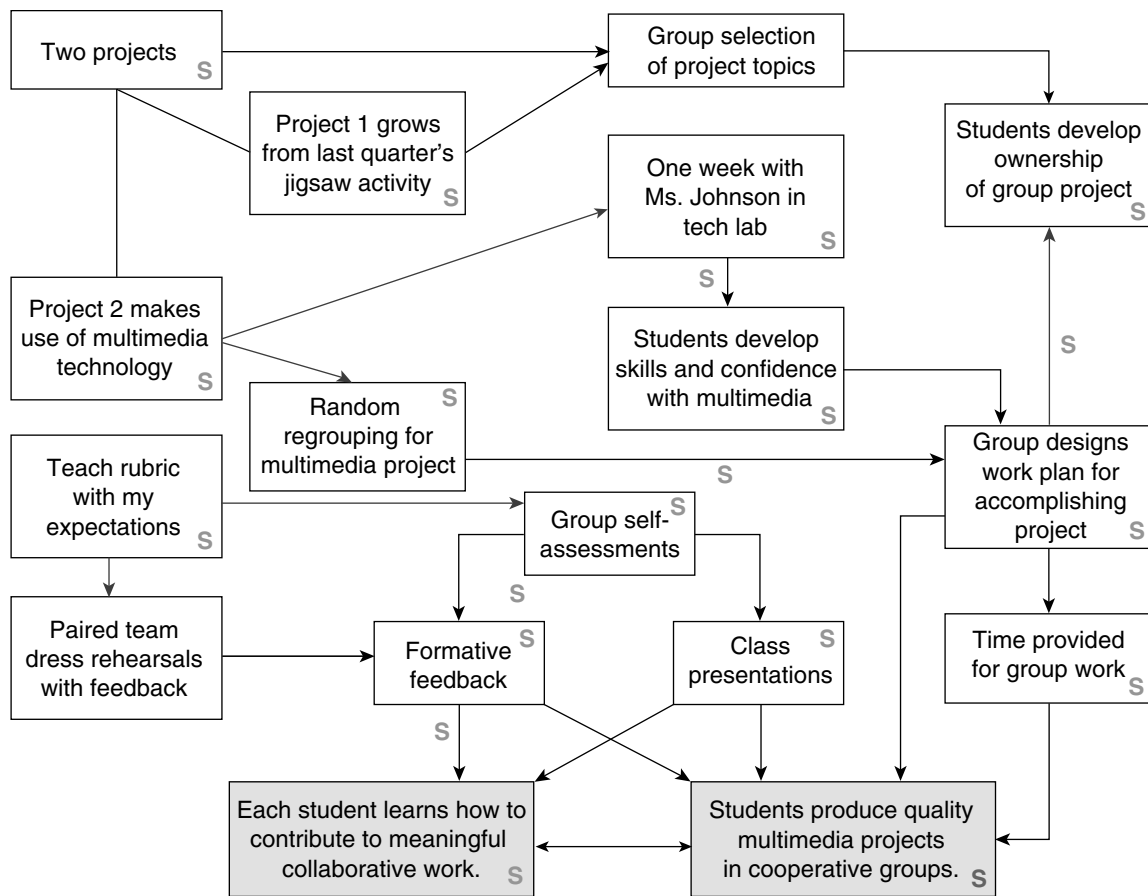 Two projects
S
Group selection
of project topics
Project 1 grows
from last quarter’s
jigsaw activity
S
Students develop
ownership
of group project
S
One week with
Ms. Johnson in
tech lab
S
S
Project 2 makes
use of multimedia
technology
S
Students develop
skills and confidence
with multimedia
S
S
Random
regrouping for
multimedia project
S
S
Group designs
work plan for
accomplishing
project
S
Teach rubric
with my
expectations
S
Group self-
assessments
S
S
Paired team
dress rehearsals
with feedback
Formative
feedback
S
Class
presentations
S
Time provided
for group work
S
S
Each student learns how to
contribute to meaningful
collaborative work.
S
Students produce quality
multimedia projects
in cooperative groups.
S